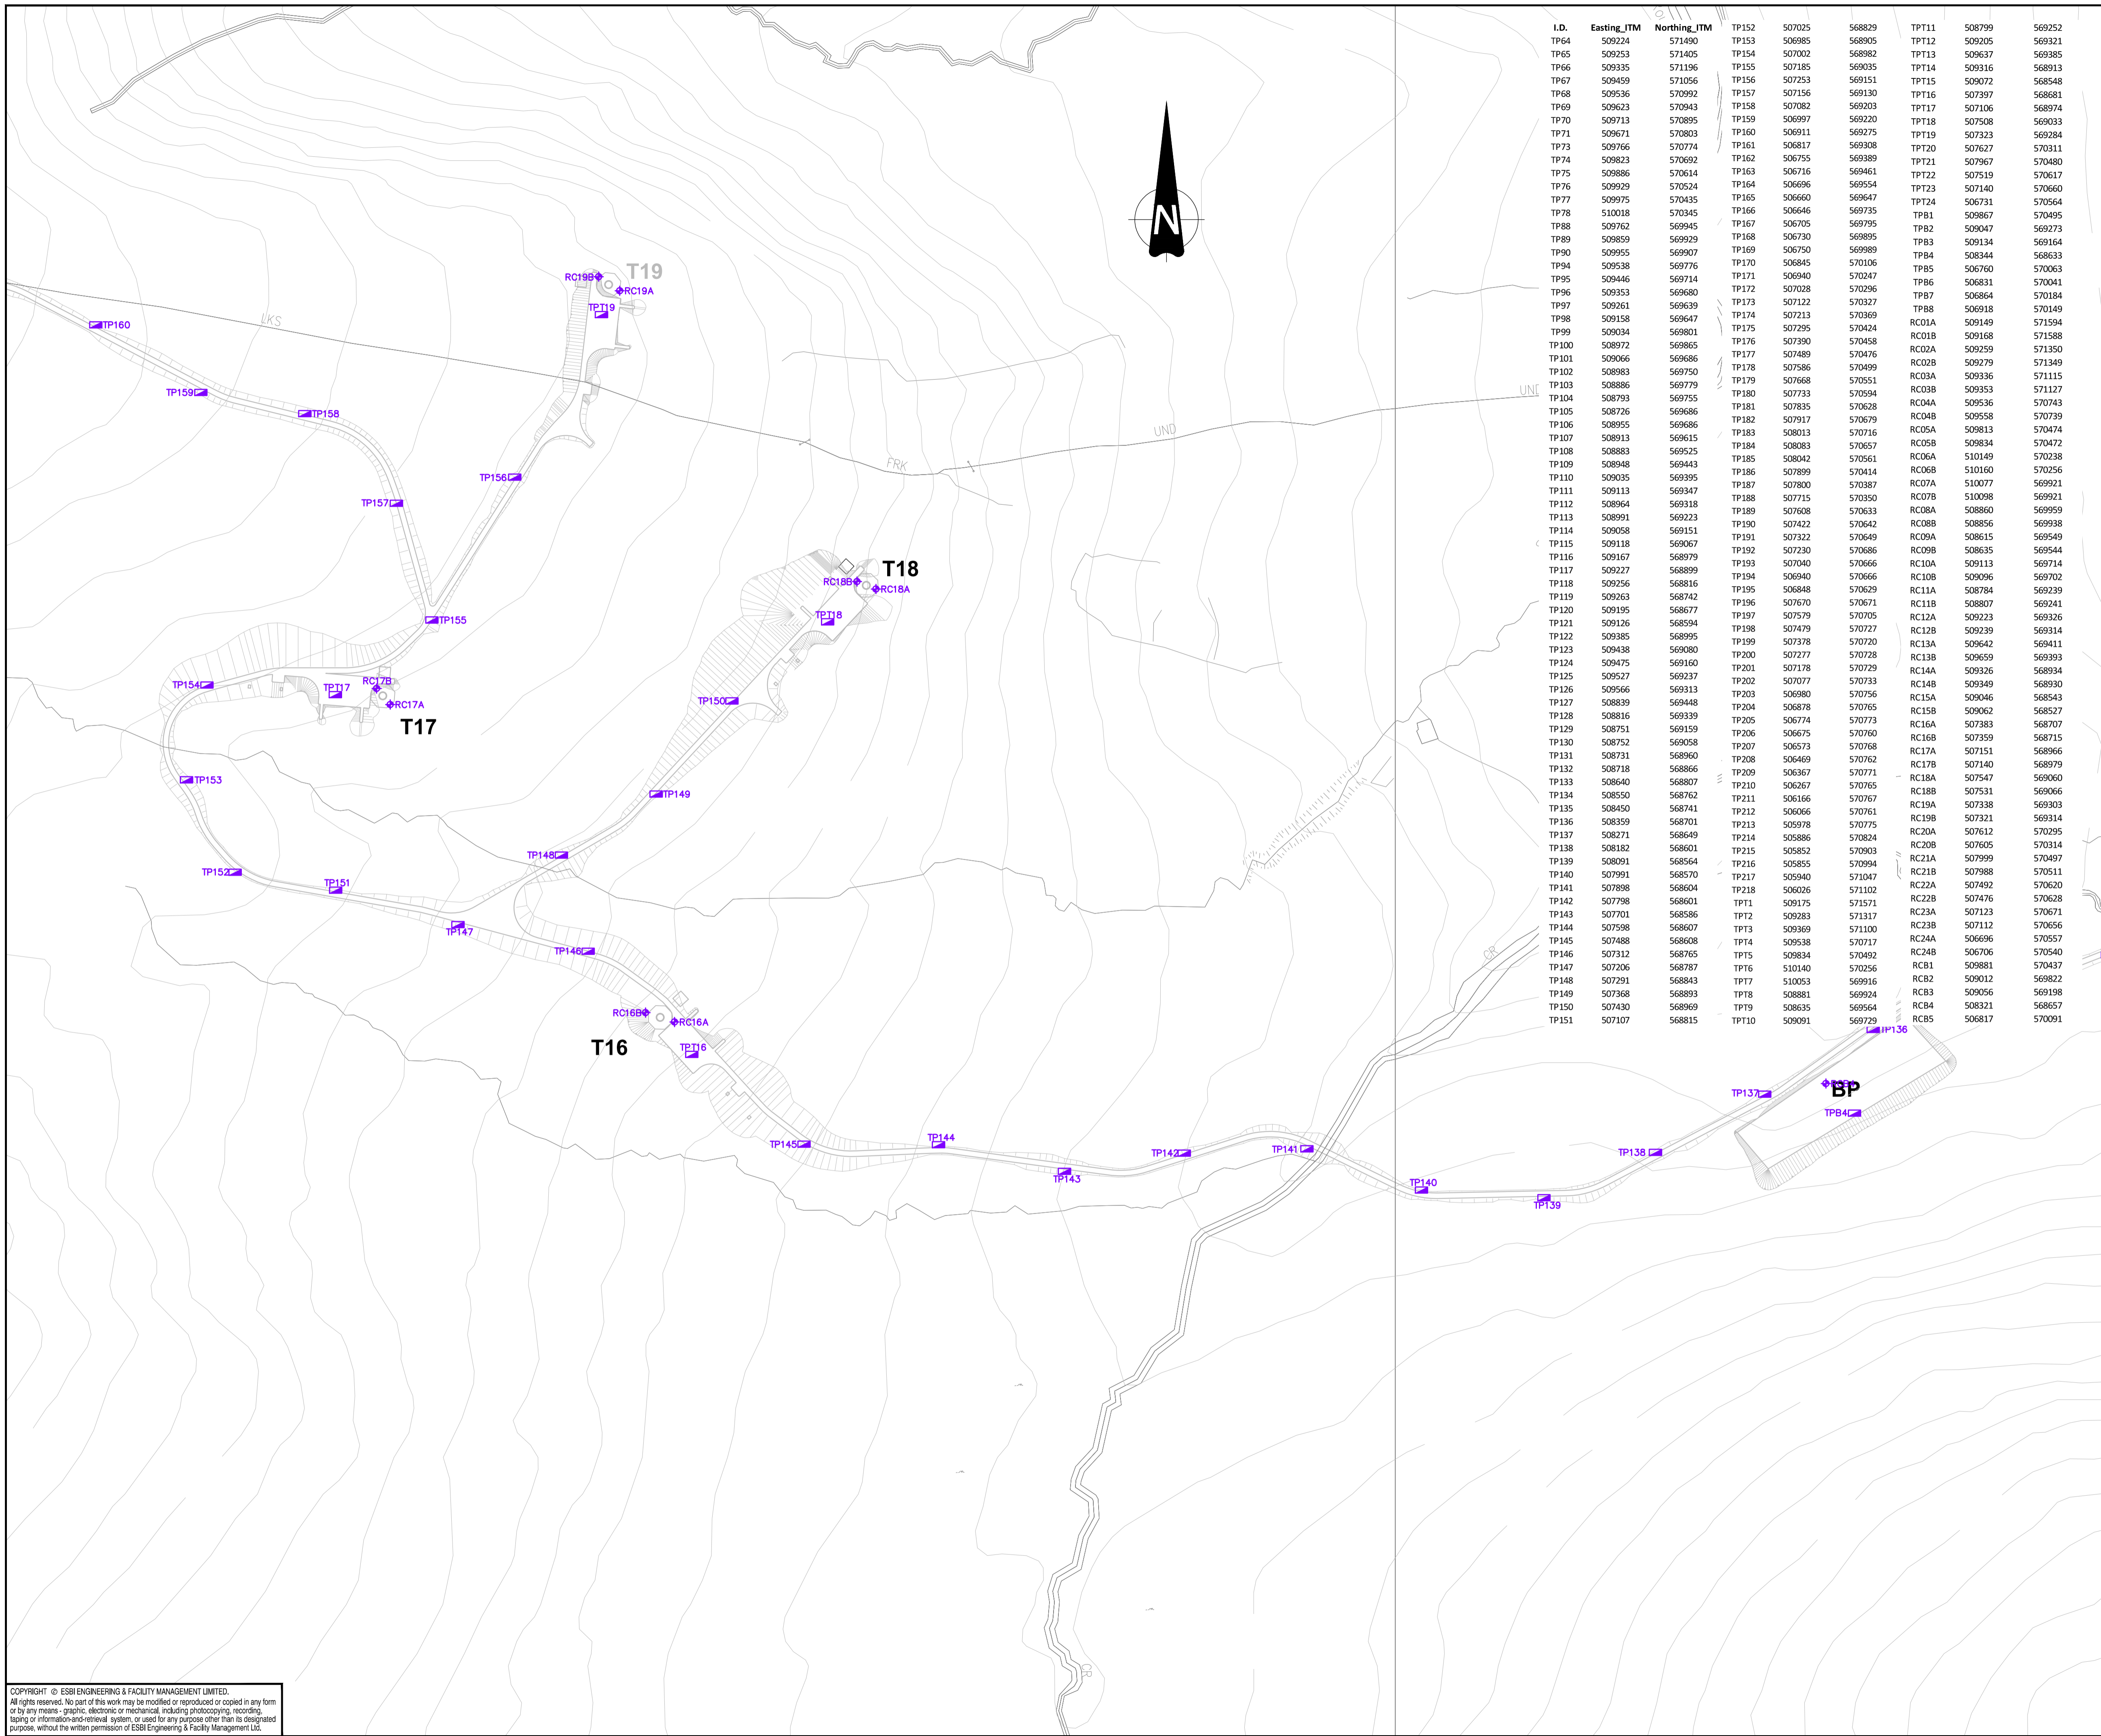 I.D. Easting_ITM Northing_ITM
TP64 509224 571490
TP65 509253 571405
TP66 509335 571196
TP67 509459 571056
TP68 509536 570992
TP69 509623 570943
TP70 509713 570895
TP71 509671 570803
TP73 509766 570774
TP74 509823 570692
TP75 509886 570614
TP76 509929 570524
TP77 509975 570435
TP78 510018 570345
TP88 509762 569945
TP89 509859 569929
TP90 509955 569907
TP94 509538 569776
TP95 509446 569714
TP96 509353 569680
TP97 509261 569639
TP98 509158 569647
TP99 509034 569801
TP100 508972 569865
TP101 509066 569686
TP102 508983 569750
TP103 508886 569779
TP104 508793 569755
TP105 508726 569686
TP106 508955 569686
TP107 508913 569615
TP108 508883 569525
TP109 508948 569443
TP110 509035 569395
TP111 509113 569347
TP112 508964 569318
TP113 508991 569223
TP114 509058 569151
TP115 509118 569067
TP116 509167 568979
TP117 509227 568899
TP118 509256 568816
TP119 509263 568742
TP120 509195 568677
TP121 509126 568594
TP122 509385 568995
TP123 509438 569080
TP124 509475 569160
TP125 509527 569237
TP126 509566 569313
TP127 508839 569448
TP128 508816 569339
TP129 508751 569159
TP130 508752 569058
TP131 508731 568960
TP132 508718 568866
TP133 508640 568807
TP134 508550 568762
TP135 508450 568741
TP136 508359 568701
TP137 508271 568649
TP138 508182 568601
TP139 508091 568564
TP140 507991 568570
TP141 507898 568604
TP142 507798 568601
TP143 507701 568586
TP144 507598 568607
TP145 507488 568608
TP146 507312 568765
TP147 507206 568787
TP148 507291 568843
TP149 507368 568893
TP150 507430 568969
TP151 507107 568815
TP152 507025 568829
TP153 506985 568905
TP154 507002 568982
TP155 507185 569035
TP156 507253 569151
TP157 507156 569130
TP158 507082 569203
TP159 506997 569220
TP160 506911 569275
TP161 506817 569308
TP162 506755 569389
TP163 506716 569461
TP164 506696 569554
TP165 506660 569647
TP166 506646 569735
TP167 506705 569795
TP168 506730 569895
TP169 506750 569989
TP170 506845 570106
TP171 506940 570247
TP172 507028 570296
TP173 507122 570327
TP174 507213 570369
TP175 507295 570424
TP176 507390 570458
TP177 507489 570476
TP178 507586 570499
TP179 507668 570551
TP180 507733 570594
TP181 507835 570628
TP182 507917 570679
TP183 508013 570716
TP184 508083 570657
TP185 508042 570561
TP186 507899 570414
TP187 507800 570387
TP188 507715 570350
TP189 507608 570633
TP190 507422 570642
TP191 507322 570649
TP192 507230 570686
TP193 507040 570666
TP194 506940 570666
TP195 506848 570629
TP196 507670 570671
TP197 507579 570705
TP198 507479 570727
TP199 507378 570720
TP200 507277 570728
TP201 507178 570729
TP202 507077 570733
TP203 506980 570756
TP204 506878 570765
TP205 506774 570773
TP206 506675 570760
TP207 506573 570768
TP208 506469 570762
TP209 506367 570771
TP210 506267 570765
TP211 506166 570767
TP212 506066 570761
TP213 505978 570775
TP214 505886 570824
TP215 505852 570903
TP216 505855 570994
TP217 505940 571047
TP218 506026 571102
TPT1 509175 571571
TPT2 509283 571317
TPT3 509369 571100
TPT4 509538 570717
TPT5 509834 570492
TPT6 510140 570256
TPT7 510053 569916
TPT8 508881 569924
TPT9 508635 569564
TPT10 509091 569729
TPT11 508799 569252
TPT12 509205 569321
TPT13 509637 569385
TPT14 509316 568913
TPT15 509072 568548
TPT16 507397 568681
TPT17 507106 568974
TPT18 507508 569033
TPT19 507323 569284
TPT20 507627 570311
TPT21 507967 570480
TPT22 507519 570617
TPT23 507140 570660
TPT24 506731 570564
TPB1 509867 570495
TPB2 509047 569273
TPB3 509134 569164
TPB4 508344 568633
TPB5 506760 570063
TPB6 506831 570041
TPB7 506864 570184
TPB8 506918 570149
RC01A 509149 571594
RC01B 509168 571588
RC02A 509259 571350
RC02B 509279 571349
RC03A 509336 571115
RC03B 509353 571127
RC04A 509536 570743
RC04B 509558 570739
RC05A 509813 570474
RC05B 509834 570472
RC06A 510149 570238
RC06B 510160 570256
RC07A 510077 569921
RC07B 510098 569921
RC08A 508860 569959
RC08B 508856 569938
RC09A 508615 569549
RC09B 508635 569544
RC10A 509113 569714
RC10B 509096 569702
RC11A 508784 569239
RC11B 508807 569241
RC12A 509223 569326
RC12B 509239 569314
RC13A 509642 569411
RC13B 509659 569393
RC14A 509326 568934
RC14B 509349 568930
RC15A 509046 568543
RC15B 509062 568527
RC16A 507383 568707
RC16B 507359 568715
RC17A 507151 568966
RC17B 507140 568979
RC18A 507547 569060
RC18B 507531 569066
RC19A 507338 569303
RC19B 507321 569314
RC20A 507612 570295
RC20B 507605 570314
RC21A 507999 570497
RC21B 507988 570511
RC22A 507492 570620
RC22B 507476 570628
RC23A 507123 570671
RC23B 507112 570656
RC24A 506696 570557
RC24B 506706 570540
RCB1 509881 570437
RCB2 509012 569822
RCB3 509056 569198
RCB4 508321 568657
RCB5 506817 570091
N
RC19B
T19
RC19A
TPT19
LKS
TP160
TP159
TP158
UND
FRK
TP156
TP157
T18
RC18B
RC18A
TPT18
TP155
TP154
RC17B
TPT17
RC17A
T17
TP150
TP153
TP149
TP148
TP152
TP151
TP147
TP146
CR
RC16B
RC16A
T16
TPT16
TP136
TP137
BP
TPB4
TP145
TP144
TP142
TP141
TP138
TP143
TP140
TP139
CR
COPYRIGHT © ESBI ENGINEERING & FACILITY MANAGEMENT LIMITED.
All rights reserved. No part of this work may be modified or reproduced or copied in any form
or by any means - graphic, electronic or mechanical, including photocopying, recording,
taping or information-and-retrieval system, or used for any purpose other than its designated
purpose, without the written permission of ESBI Engineering & Facility Management Ltd.